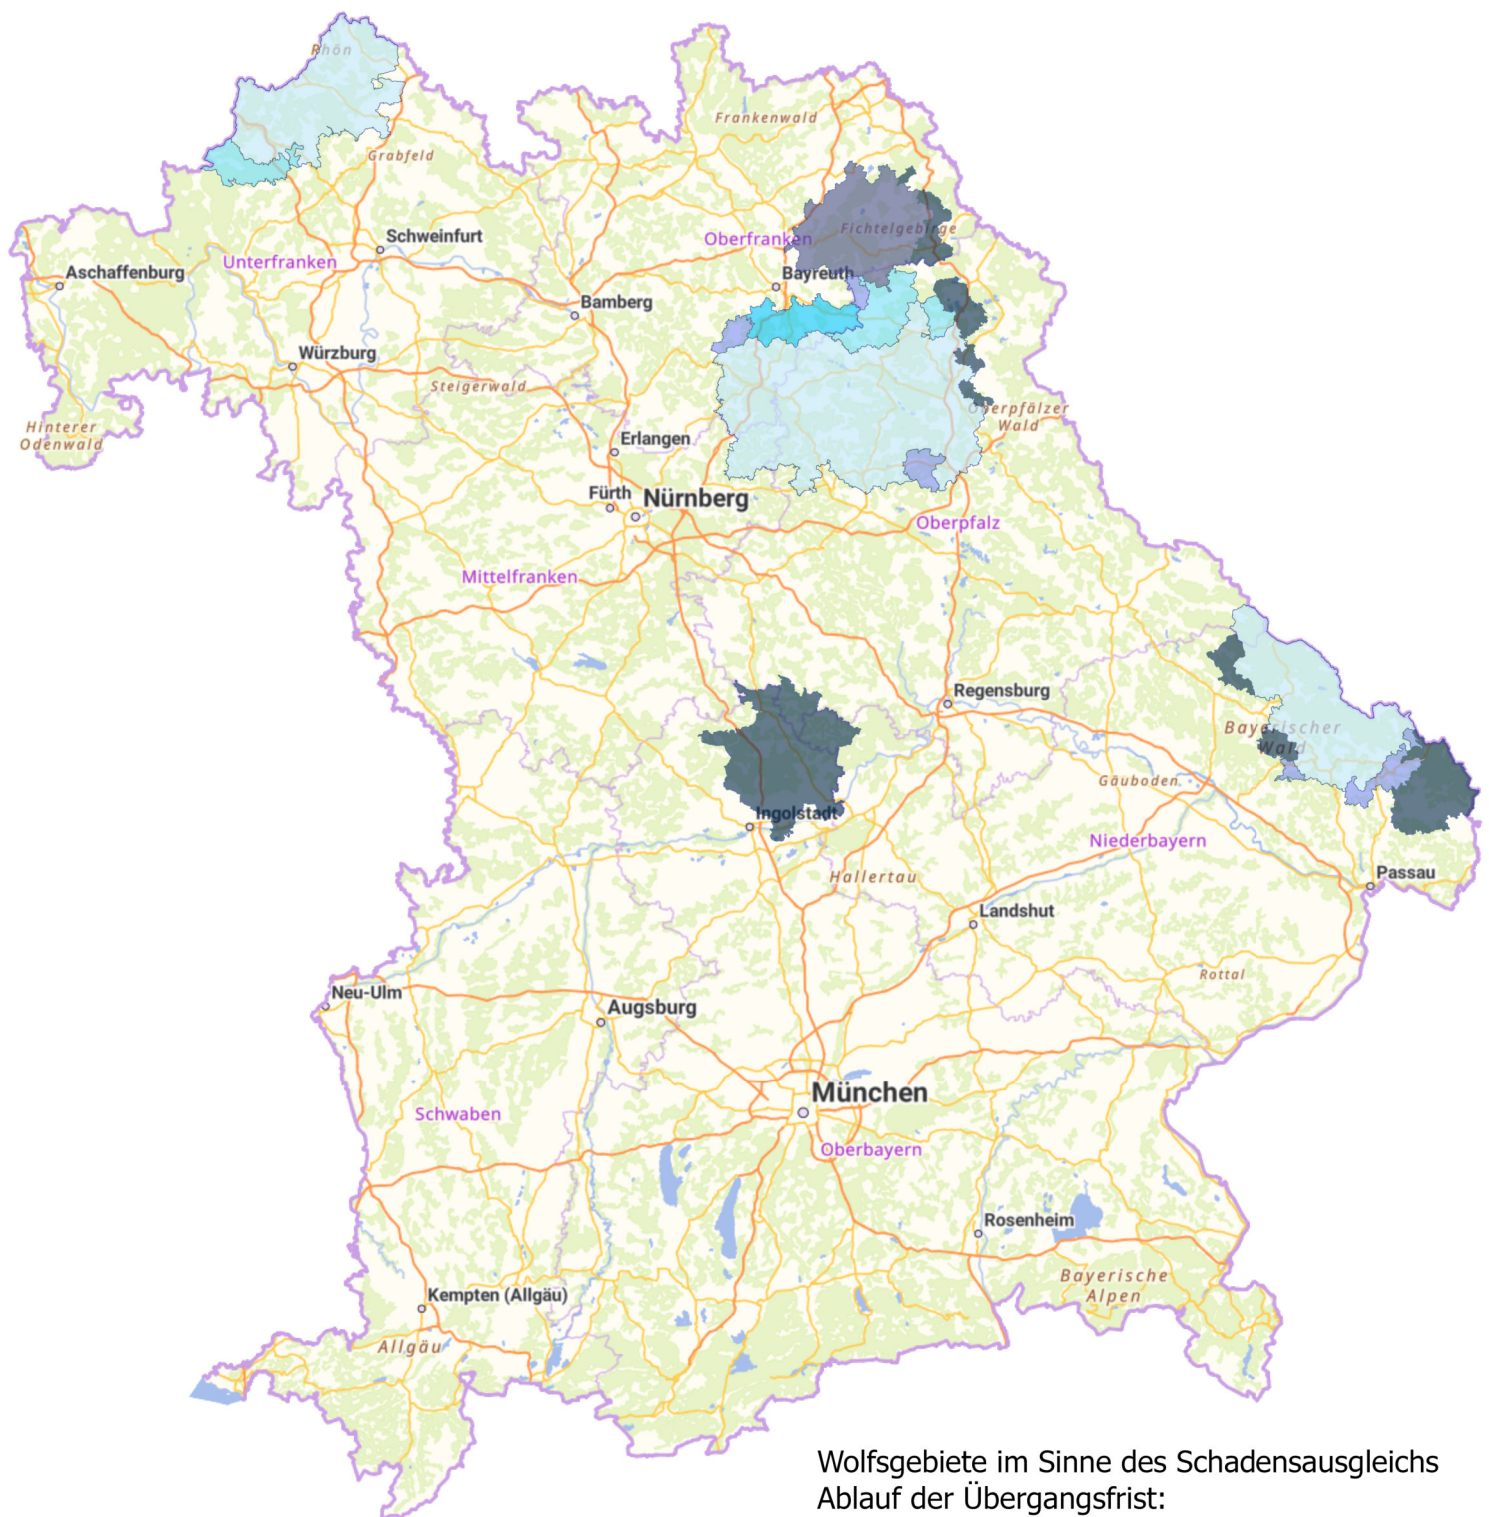 Rhön
Frankenwald
Grabfeld
Schweinfurt
Fichtelgebirge
Oberfranken
Unterfranken
Aschaffenburg
Bayreuth
Bamberg
Würzburg
Steigerwald
Oberpfälzer
Wald
Hinterer
Odenwald
Erlangen
Fürth
Nürnberg
Oberpfalz
Mittelfranken
Regensburg
Bayerischer
Wald
Gäuboden
Ingolstadt
Niederbayern
Hallertau
Passau
Landshut
Rottal
Neu-Ulm
Augsburg
München
Schwaben
Oberbayern
Rosenheim
Bayerische
Alpen
Kempten (Allgäu)
Allgäu
Wolfsgebiete im Sinne des Schadensausgleichs
Ablauf der Übergangsfrist: